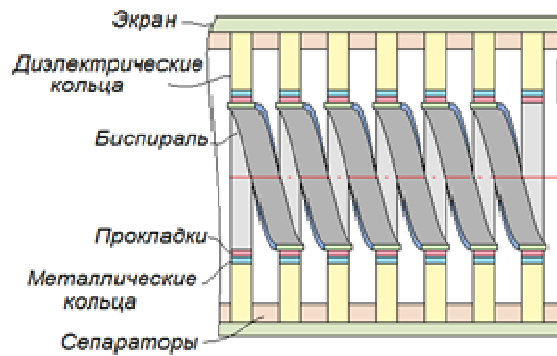 Экран
Диэлектрические
кольца
Биспираль
Прокладки
Металлические
кольца
Сепараторы